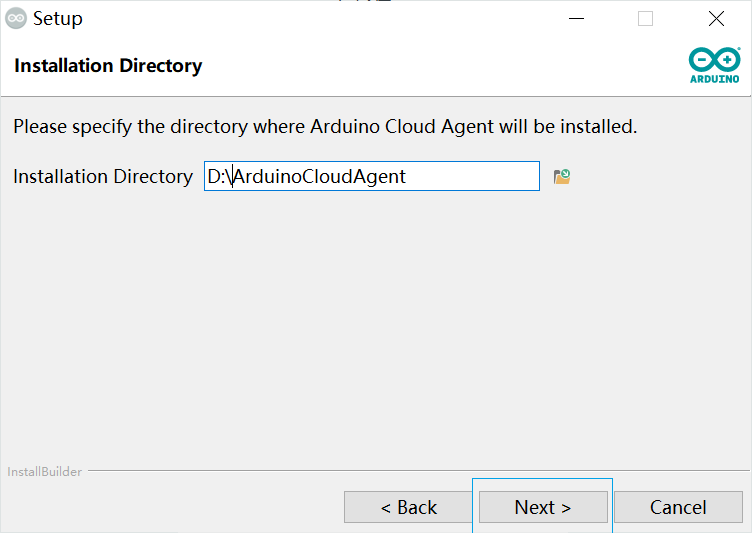 Setup
Installation Directory
ARDUINO
Please specify the directory where Arduino Cloud Agent will be installed.
Installation Directory D:\ArduinoCloudAgent
InstallBuilder
< Back Next > Cancel